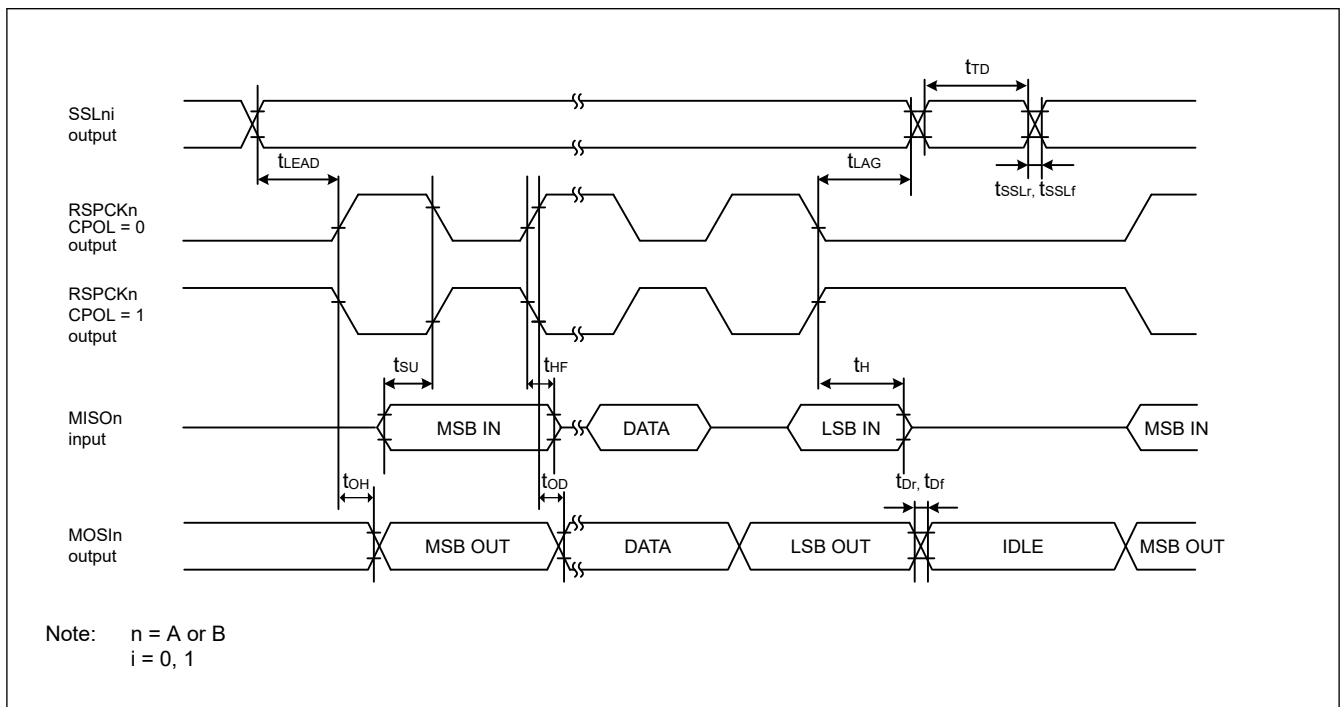 tTD
SSLni
output
tLEAD
tLAG
tSSLr, tSSLf
RSPCKn
CPOL = 0
output
RSPCKn
CPOL = 1
output
tSU
tHF
tH
MISOn
input
MSB IN
DATA
LSB IN
MSB IN
tOH
tOD
tDr, tDf
MOSIn
output
MSB OUT
DATA
LSB OUT
IDLE
MSB OUT
Note: n = A or B
i = 0, 1